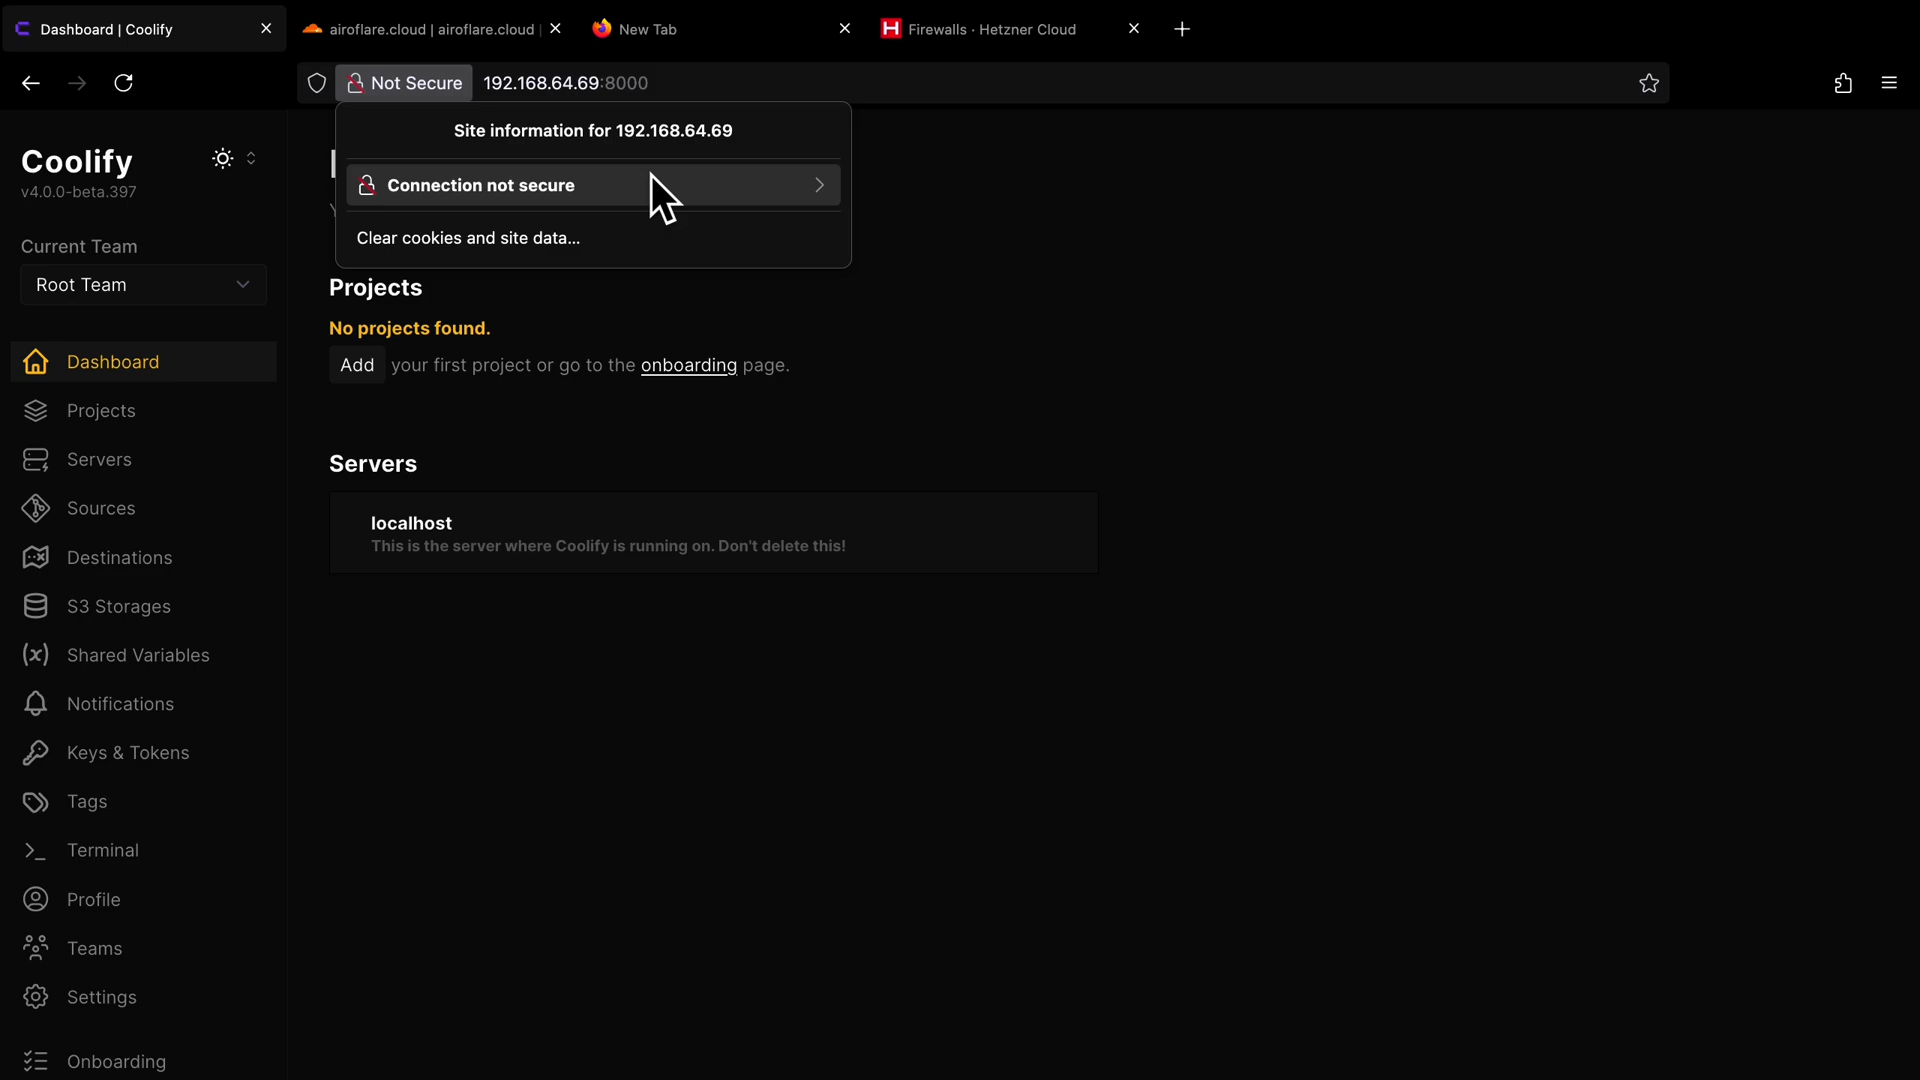 Dashboard | Coolify
airoflare.cloud | airoflare.cloud
New Tab
Firewalls · Hetzner Cloud
Not Secure
192.168.64.69:8000
Site information for 192.168.64.69
Connection not secure
Clear cookies and site data...
Coolify
v4.0.0-beta.397
Current Team
Root Team
Dashboard
Projects
Servers
Sources
Destinations
S3 Storages
Shared Variables
Notifications
Keys & Tokens
Tags
Terminal
Profile
Teams
Settings
Onboarding
Projects
No projects found.
Add your first project or go to the onboarding page.
Servers
localhost
This is the server where Coolify is running on. Don't delete this!